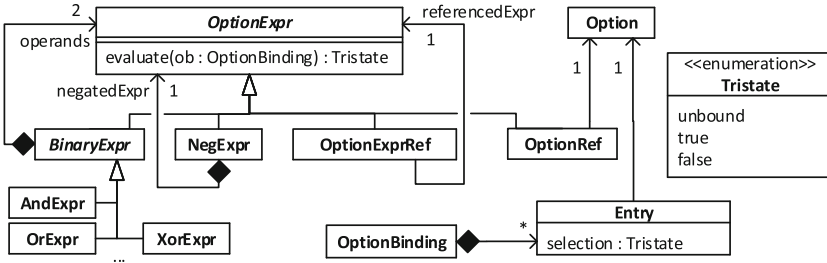 2
OptionExpr
referencedExpr
Option
operands
1
evaluate(ob : OptionBinding) : Tristate
<<enumeration>>
Tristate
negatedExpr
1
1
1
unbound
true
false
BinaryExpr
NegExpr
OptionExprRef
OptionRef
AndExpr
OrExpr
XorExpr
...
OptionBinding
*
Entry
selection : Tristate